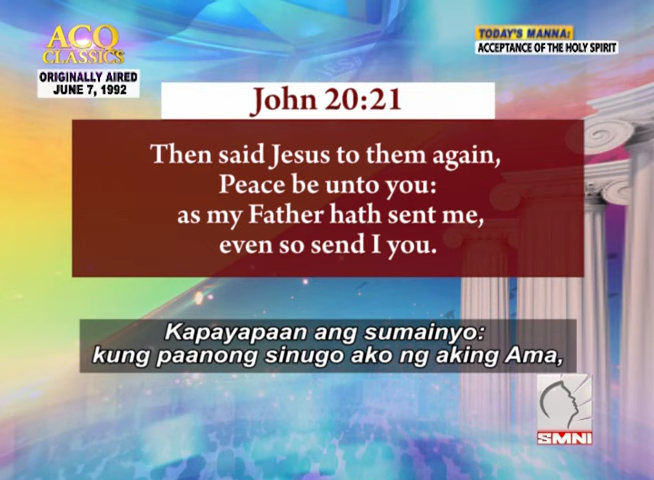 ACQ
CLASSICS
ORIGINALLY AIRED
JUNE 7, 1992
TODAY'S MANNA:
ACCEPTANCE OF THE HOLY SPIRIT
John 20:21
Then said Jesus to them again,
Peace be unto you:
as my Father hath sent me,
even so send I you.
Kapayapaan ang sumainyo:
kung paanong sinugo ako ng aking Ama,
SMNI